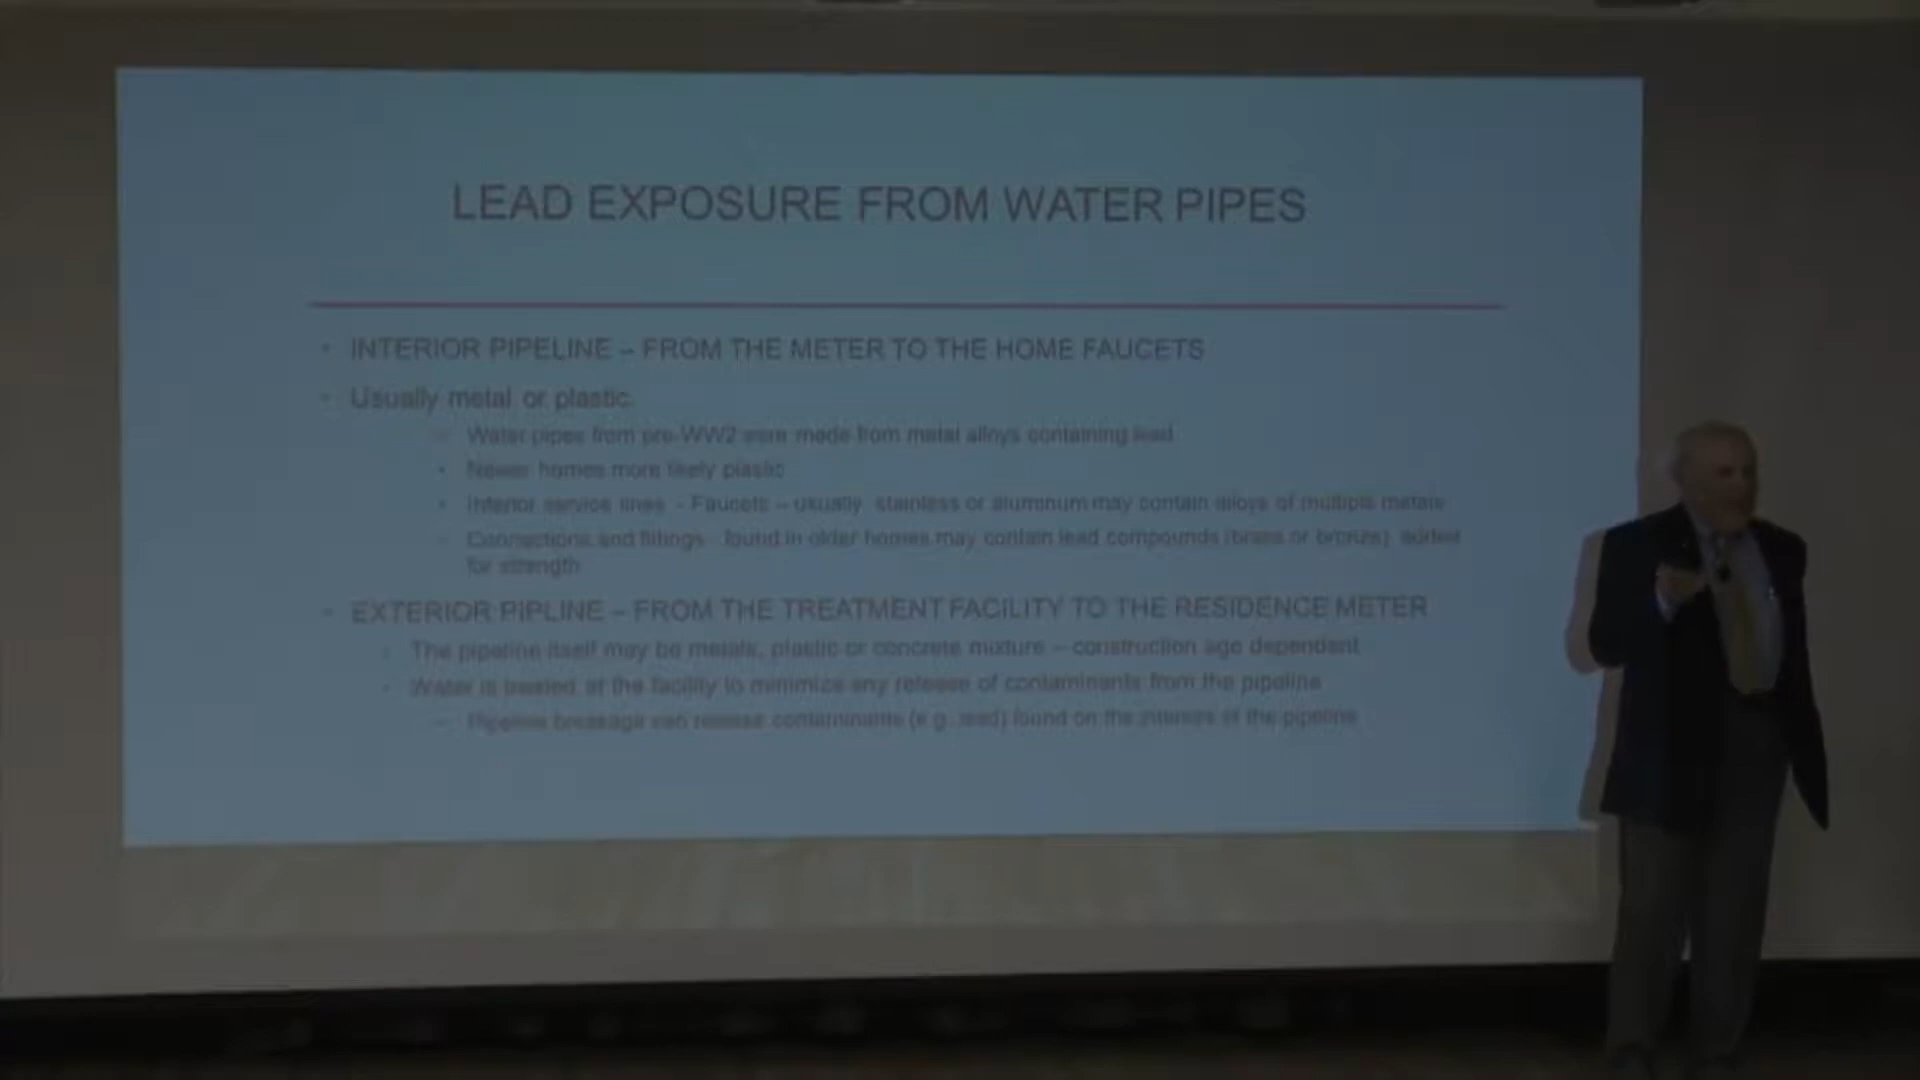 LEAD EXPOSURE FROM WATER PIPES
• INTERIOR PIPELINE – FROM THE METER TO THE HOME FAUCETS
• Usually metal or plastic
– Water pipes from pre-WW2 were made from metal alloys containing lead
• Newer homes more likely plastic
• Interior service lines - Faucets – usually stainless or aluminum may contain alloys of multiple metals
Connections and fittings found in older homes may contain lead compounds (brass or bronze) added
for strength
• EXTERIOR PIPLINE – FROM THE TREATMENT FACILITY TO THE RESIDENCE METER
• The pipeline itself may be metals, plastic or concrete mixture – construction age dependent
• Water is treated at the facility to minimize any release of contaminants from the pipeline
– Pipeline breakage can release contaminants (e.g. lead) found on the interior of the pipeline